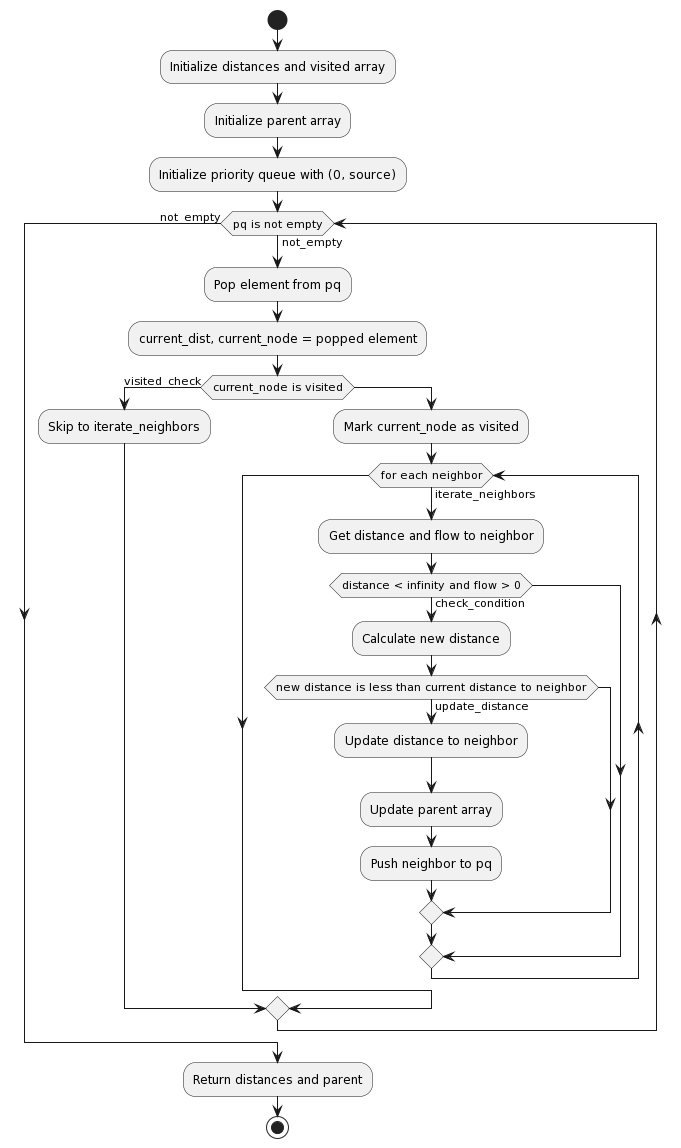 Initialize distances and visited array
Initialize parent array
Initialize priority queue with (0, source)
not_empty
pq is not empty
not_empty
Pop element from pq
current_dist, current_node = popped element
visited_check
current_node is visited
Skip to iterate_neighbors
Mark current_node as visited
for each neighbor
iterate_neighbors
Get distance and flow to neighbor
distance < infinity and flow > 0
check_condition
Calculate new distance
new distance is less than current distance to neighbor
update_distance
Update distance to neighbor
Update parent array
Push neighbor to pq
Return distances and parent